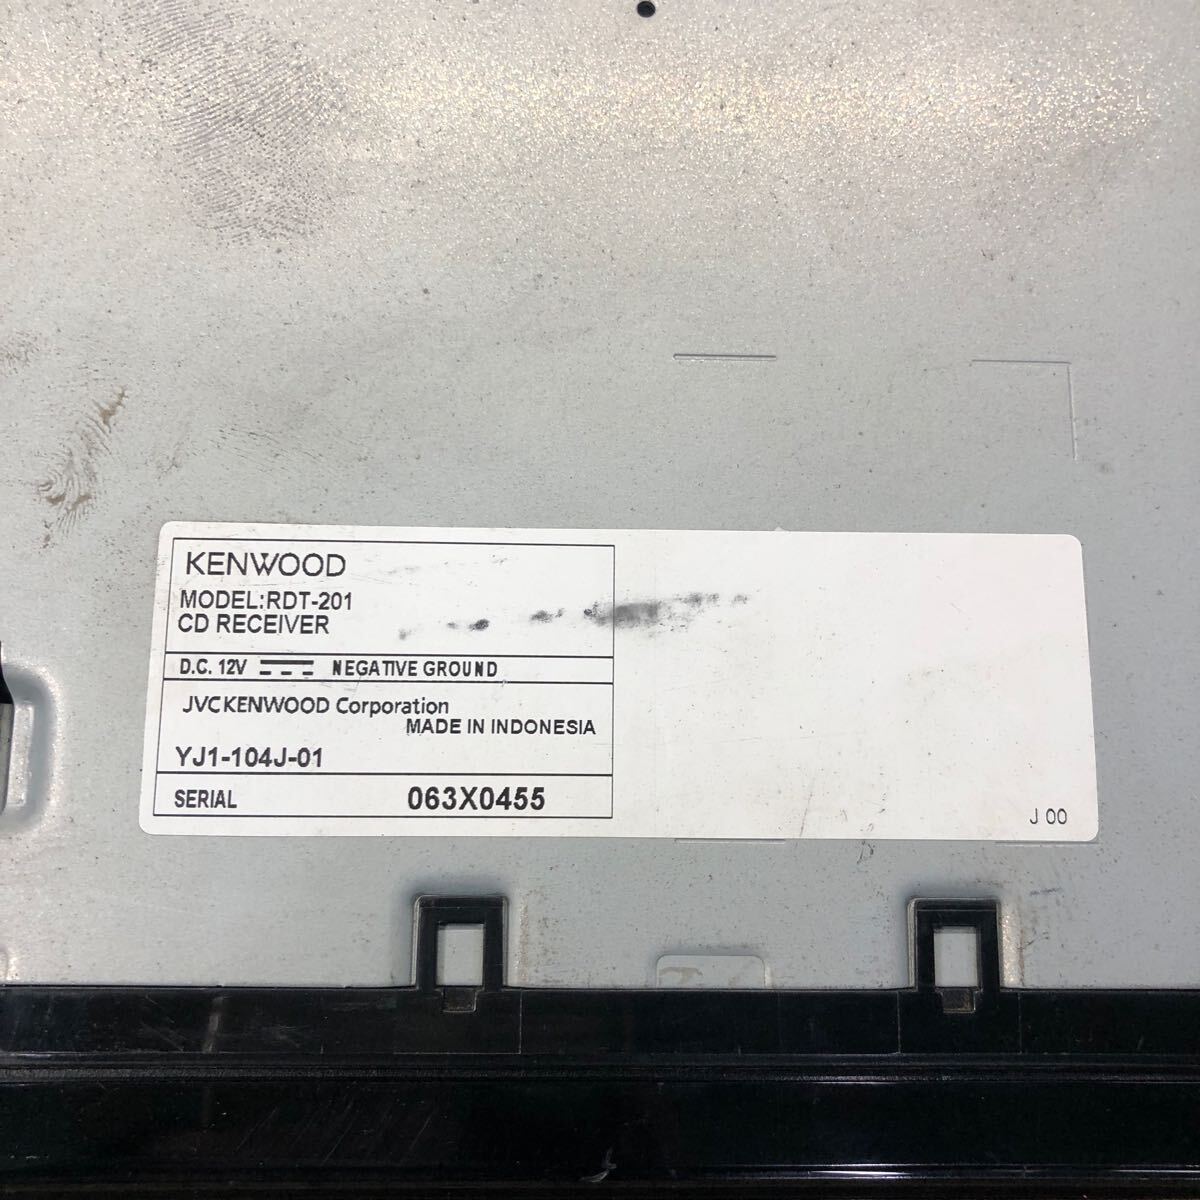 KENWOOD
MODEL:RDT-201
CD RECEIVER
D.C. 12V NEGATIVE GROUND
JVCKENWOOD Corporation
MADE IN INDONESIA
YJ1-104J-01
SERIAL 063X0455
J 00